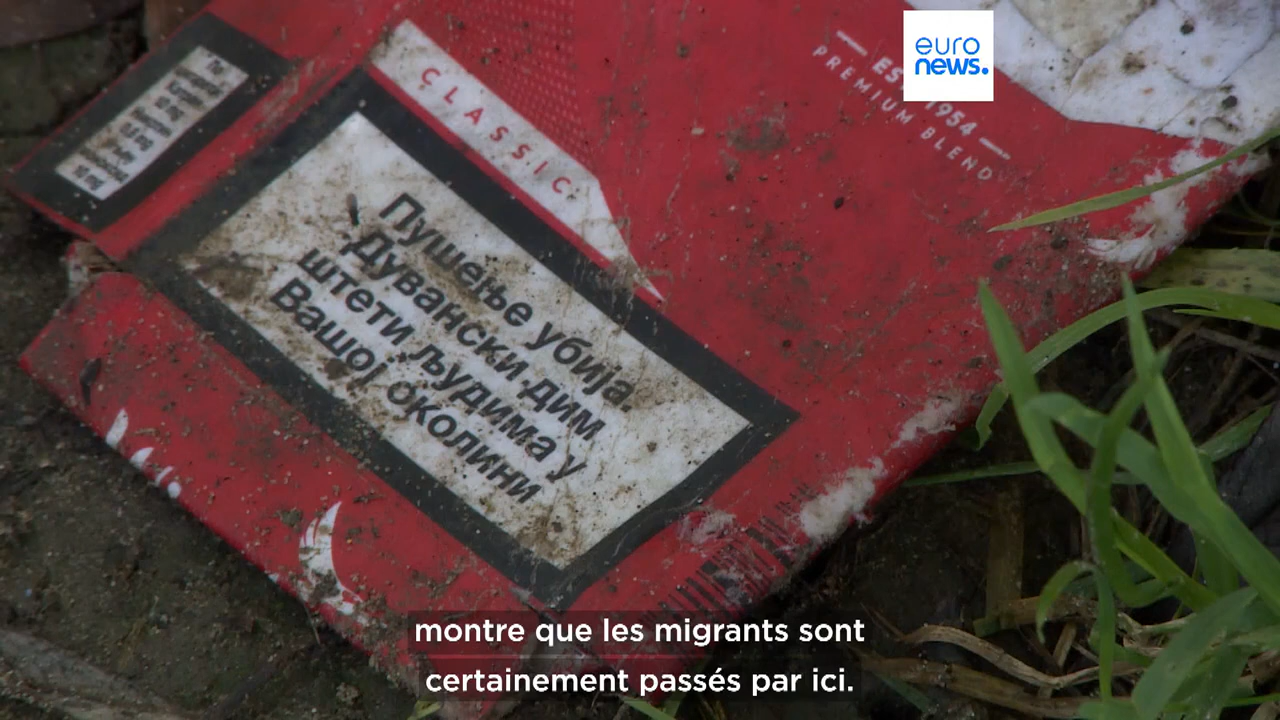 euro
news.
EST. 1954
PREMIUM BLEND
CLASSIC
Пушење убија.
Дувански дим
штети људима у
Вашој околини
montre que les migrants sont
certainement passés par ici.